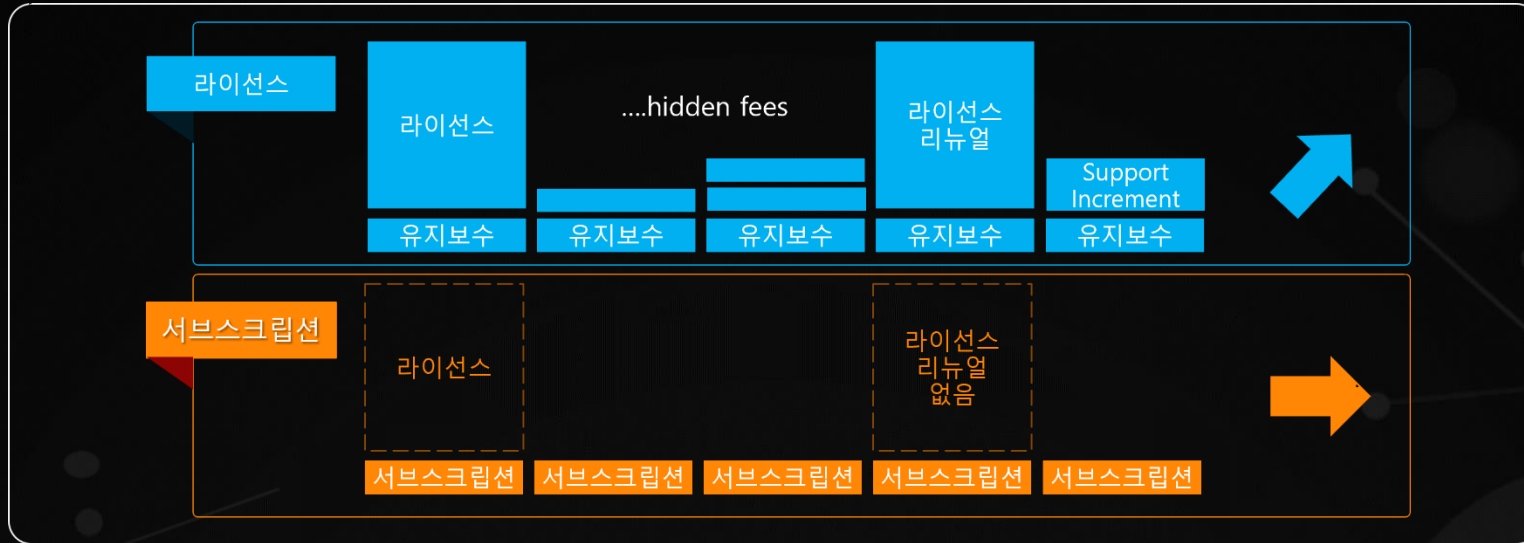 라이선스
라이선스
....hidden fees
라이선스
리뉴얼
Support
Increment
유지보수
유지보수
유지보수
유지보수
유지보수
서브스크립션
라이선스
라이선스
리뉴얼
없음
서브스크립션
서브스크립션
서브스크립션
서브스크립션
서브스크립션